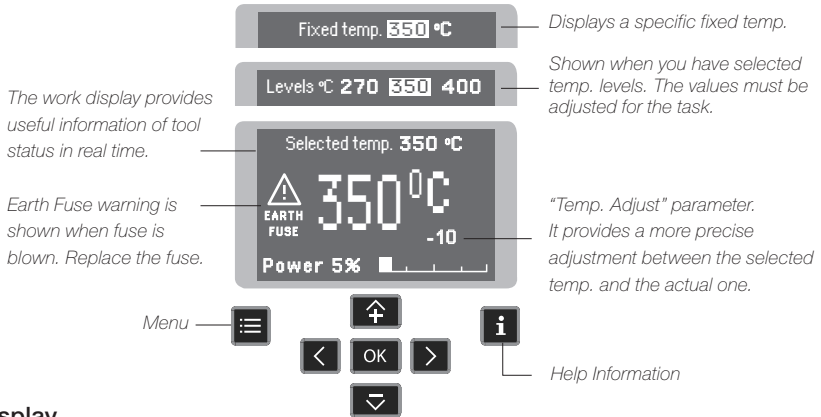 Fixed temp. 350 ºC
Displays a specific fixed temp.
Levels ºC 270 350 400
Shown when you have selected
temp. levels. The values must be
adjusted for the task.
The work display provides
useful information of tool
status in real time.
Selected temp. 350 ºC
Earth Fuse warning is
shown when fuse is
blown. Replace the fuse.
EARTH
FUSE
350ºC
-10
Power 5%
"Temp. Adjust" parameter.
It provides a more precise
adjustment between the selected
temp. and the actual one.
Menu
OK
i
Help Information